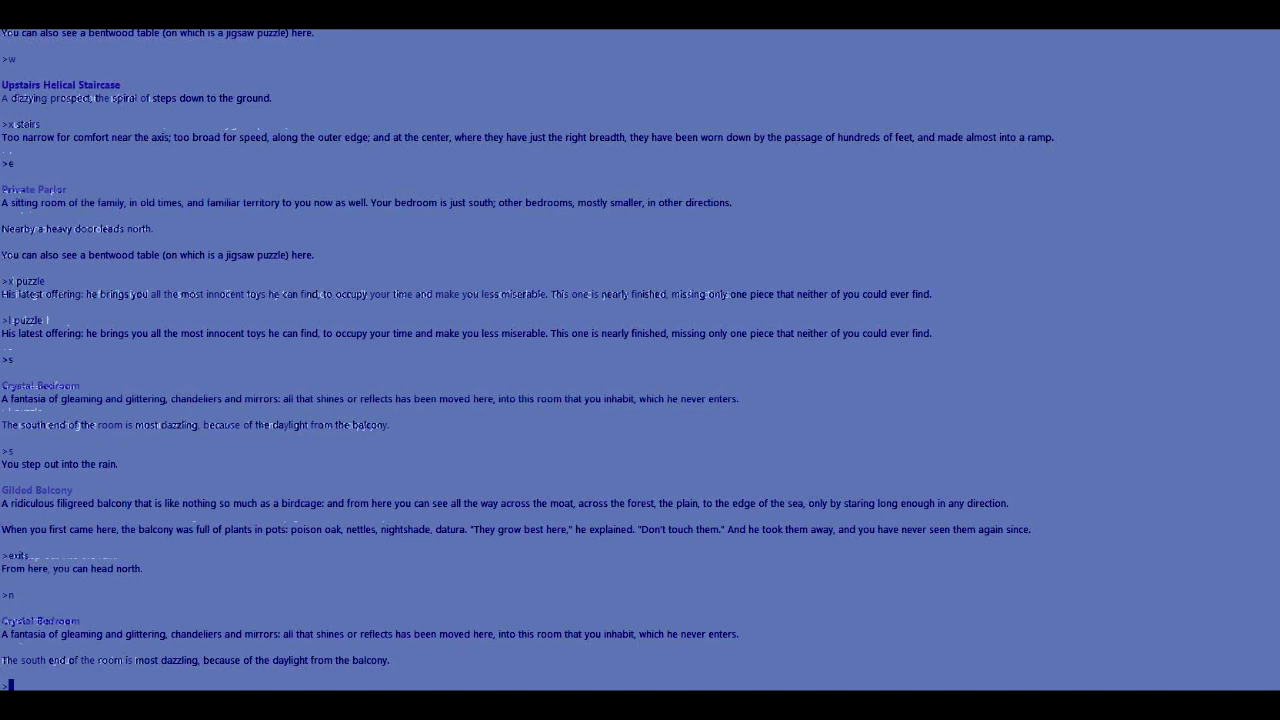 You can also see a bentwood table (on which is a jigsaw puzzle) here.
>w
Upstairs Helical Staircase
A dizzying prospect, the spiral of steps down to the ground.
>x stairs
Too narrow for comfort near the axis; too broad for speed, along the outer edge; and at the center, where they have just the right breadth, they have been worn down by the passage of hundreds of feet, and made almost into a ramp.
>e
Private Parlor
A sitting room of the family, in old times, and familiar territory to you now as well. Your bedroom is just south; other bedrooms, mostly smaller, in other directions.
Nearby a heavy door leads north.
You can also see a bentwood table (on which is a jigsaw puzzle) here.
>x puzzle
His latest offering: he brings you all the most innocent toys he can find, to occupy your time and make you less miserable. This one is nearly finished, missing only one piece that neither of you could ever find.
>l puzzle
His latest offering: he brings you all the most innocent toys he can find, to occupy your time and make you less miserable. This one is nearly finished, missing only one piece that neither of you could ever find.
>s
Crystal Bedroom
A fantasia of gleaming and glittering, chandeliers and mirrors: all that shines or reflects has been moved here, into this room that you inhabit, which he never enters.
The south end of the room is most dazzling, because of the daylight from the balcony.
>s
You step out into the rain.
Gilded Balcony
A ridiculous filigreed balcony that is like nothing so much as a birdcage: and from here you can see all the way across the moat, across the forest, the plain, to the edge of the sea, only by staring long enough in any direction.
When you first came here, the balcony was full of plants in pots: poison oak, nettles, nightshade, datura. "They grow best here," he explained. "Don't touch them." And he took them away, and you have never seen them again since.
>exits
From here, you can head north.
>n
Crystal Bedroom
A fantasia of gleaming and glittering, chandeliers and mirrors: all that shines or reflects has been moved here, into this room that you inhabit, which he never enters.
The south end of the room is most dazzling, because of the daylight from the balcony.
>